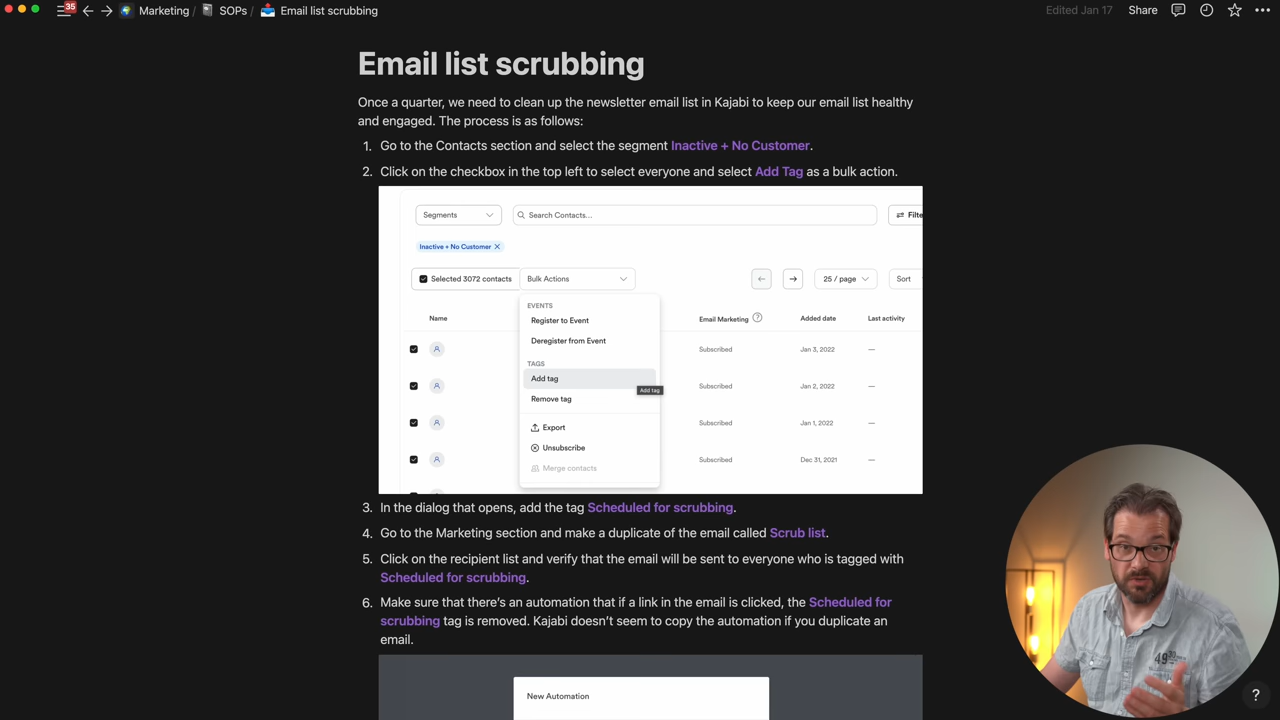 35
Marketing / SOPs / Email list scrubbing
Edited Jan 17
Share
Email list scrubbing
Once a quarter, we need to clean up the newsletter email list in Kajabi to keep our email list healthy
and engaged. The process is as follows:
1. Go to the Contacts section and select the segment Inactive + No Customer.
2. Click on the checkbox in the top left to select everyone and select Add Tag as a bulk action.
Segments
Search Contacts...
Filte
Inactive + No Customer
Selected 3072 contacts
Bulk Actions
25 / page
Sort
EVENTS
Name
Register to Event
Email Marketing ?
Added date
Last activity
Deregister from Event
Subscribed
Jan 3, 2022
—
TAGS
Add tag
Add tag
Subscribed
Jan 2, 2022
—
Remove tag
Export
Subscribed
Jan 1, 2022
—
Unsubscribe
Merge contacts
Subscribed
Dec 31, 2021
—
3. In the dialog that opens, add the tag Scheduled for scrubbing.
4. Go to the Marketing section and make a duplicate of the email called Scrub list.
5. Click on the recipient list and verify that the email will be sent to everyone who is tagged with
Scheduled for scrubbing.
6. Make sure that there's an automation that if a link in the email is clicked, the Scheduled for
scrubbing tag is removed. Kajabi doesn't seem to copy the automation if you duplicate an
email.
New Automation
?